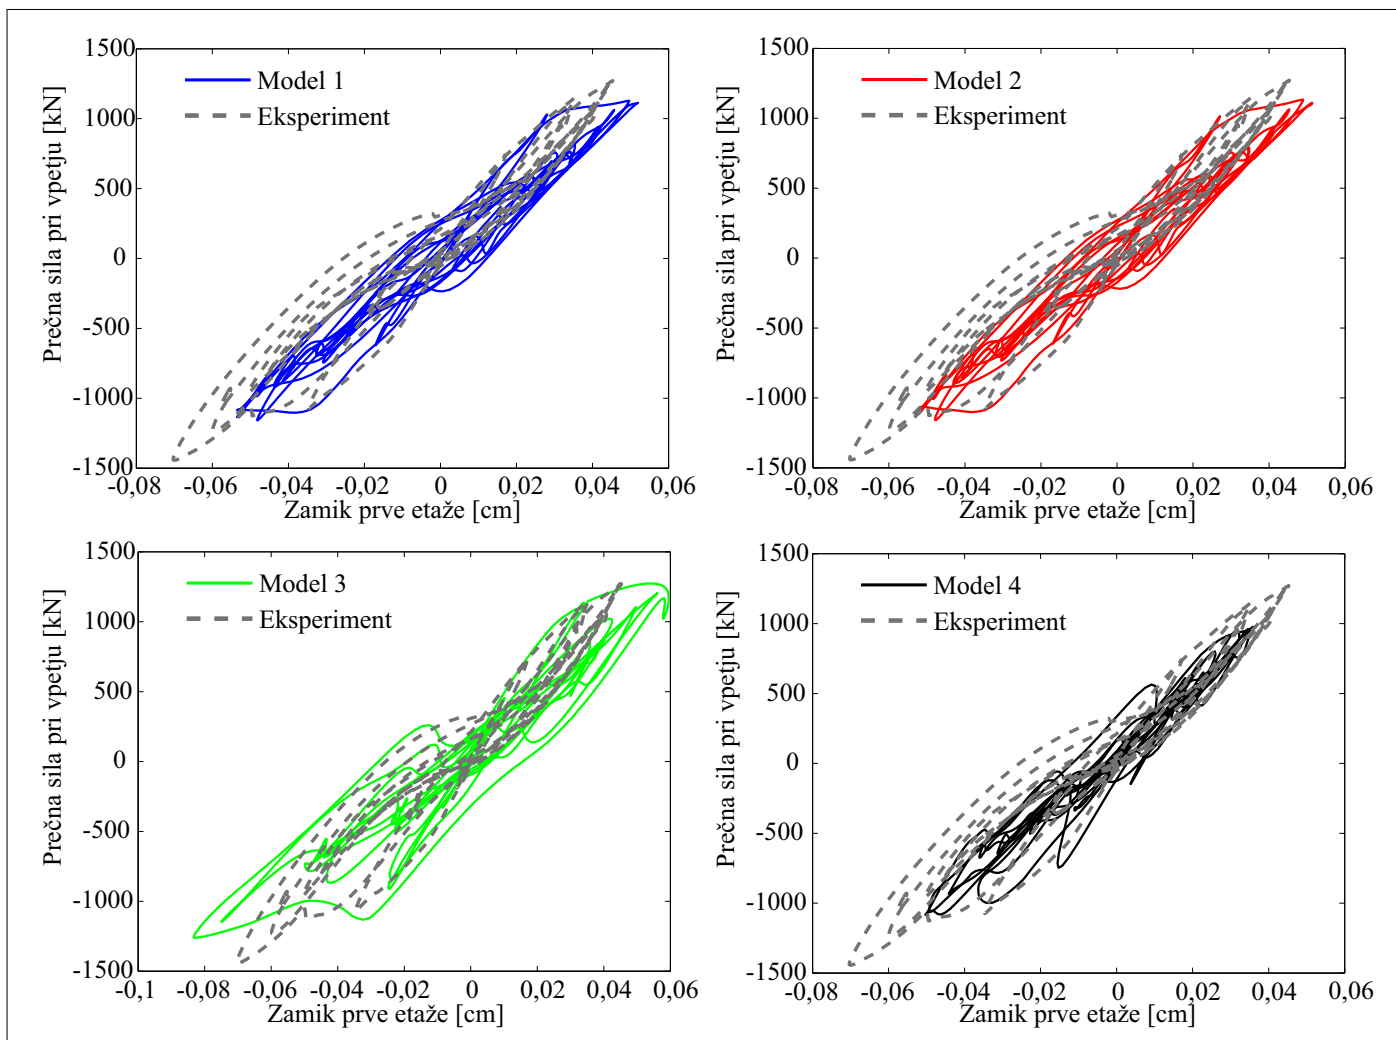 1500
1000
500
0
-500
-1000
-1500
Prečna sila pri vpetju [kN]
Model 1
Eksperiment
-0,08 -0,06 -0,04 -0,02 0 0,02 0,04 0,06
Zamik prve etaže [cm]
1500
1000
500
0
-500
-1000
-1500
Prečna sila pri vpetju [kN]
Model 2
Eksperiment
-0,08 -0,06 -0,04 -0,02 0 0,02 0,04 0,06
Zamik prve etaže [cm]
1500
1000
500
0
-500
-1000
-1500
Prečna sila pri vpetju [kN]
Model 3
Eksperiment
-0,1 -0,08 -0,06 -0,04 -0,02 0 0,02 0,04 0,06
Zamik prve etaže [cm]
1500
1000
500
0
-500
-1000
-1500
Prečna sila pri vpetju [kN]
Model 4
Eksperiment
-0,08 -0,06 -0,04 -0,02 0 0,02 0,04 0,06
Zamik prve etaže [cm]